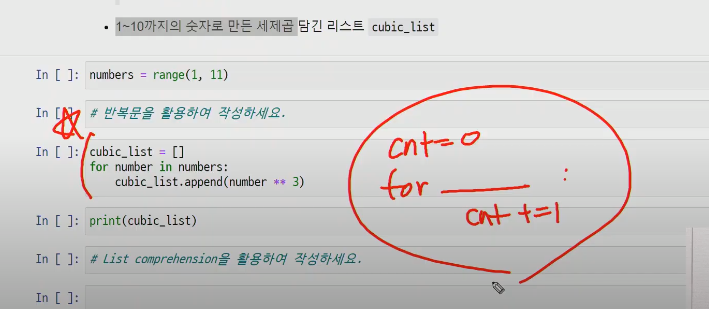 • 1~10까지의 숫자로 만든 세제곱 담긴 리스트 cubic_list
In [ ]: numbers = range(1, 11)
In [ ]: # 반복문을 활용하여 작성하세요.
In [ ]: cubic_list = []
for number in numbers:
cubic_list.append(number ** 3)
cnt=0
for ______ :
cnt +=1
In [ ]: print(cubic_list)
In [ ]: # List comprehension을 활용하여 작성하세요.
In [ ]: